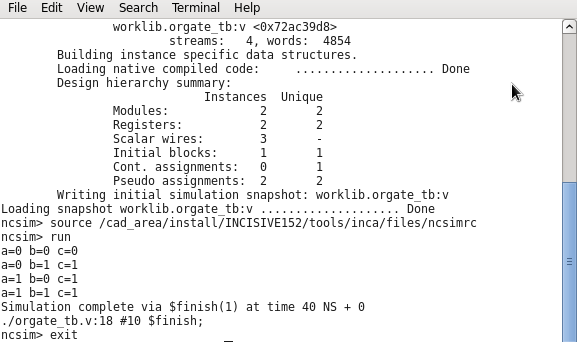 File Edit View Search Terminal Help
worklib.orgate_tb:v <0x72ac39d8>
streams:   4, words:  4854
Building instance specific data structures.
Loading native compiled code:     .................... Done
Design hierarchy summary:
Instances  Unique
Modules:           2       2
Registers:         2       2
Scalar wires:      3       -
Initial blocks:    1       1
Cont. assignments: 0       1
Pseudo assignments: 2       2
Writing initial simulation snapshot: worklib.orgate_tb:v
Loading snapshot worklib.orgate_tb:v .................... Done
ncsim> source /cad_area/install/INCISIVE152/tools/inca/files/ncsimrc
ncsim> run
a=0 b=0 c=0
a=0 b=1 c=1
a=1 b=0 c=1
a=1 b=1 c=1
Simulation complete via $finish(1) at time 40 NS + 0
./orgate_tb.v:18 #10 $finish;
ncsim> exit